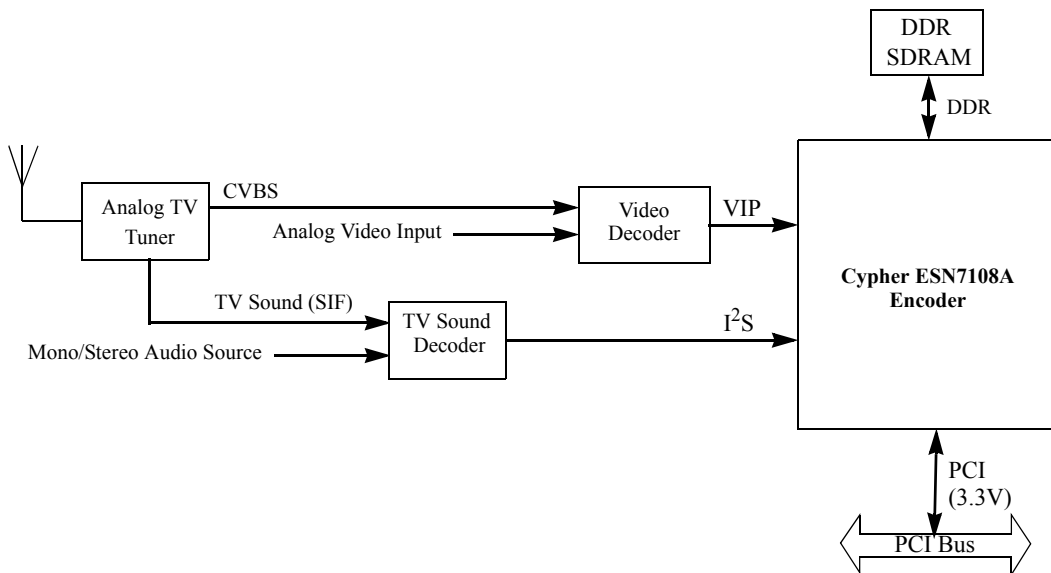 DDR
SDRAM
DDR
Analog TV
Tuner
CVBS
Analog Video Input
Video
Decoder
VIP
Cypher ESN7108A
Encoder
TV Sound (SIF)
Mono/Stereo Audio Source
TV Sound
Decoder
I²S
PCI
(3.3V)
PCI Bus